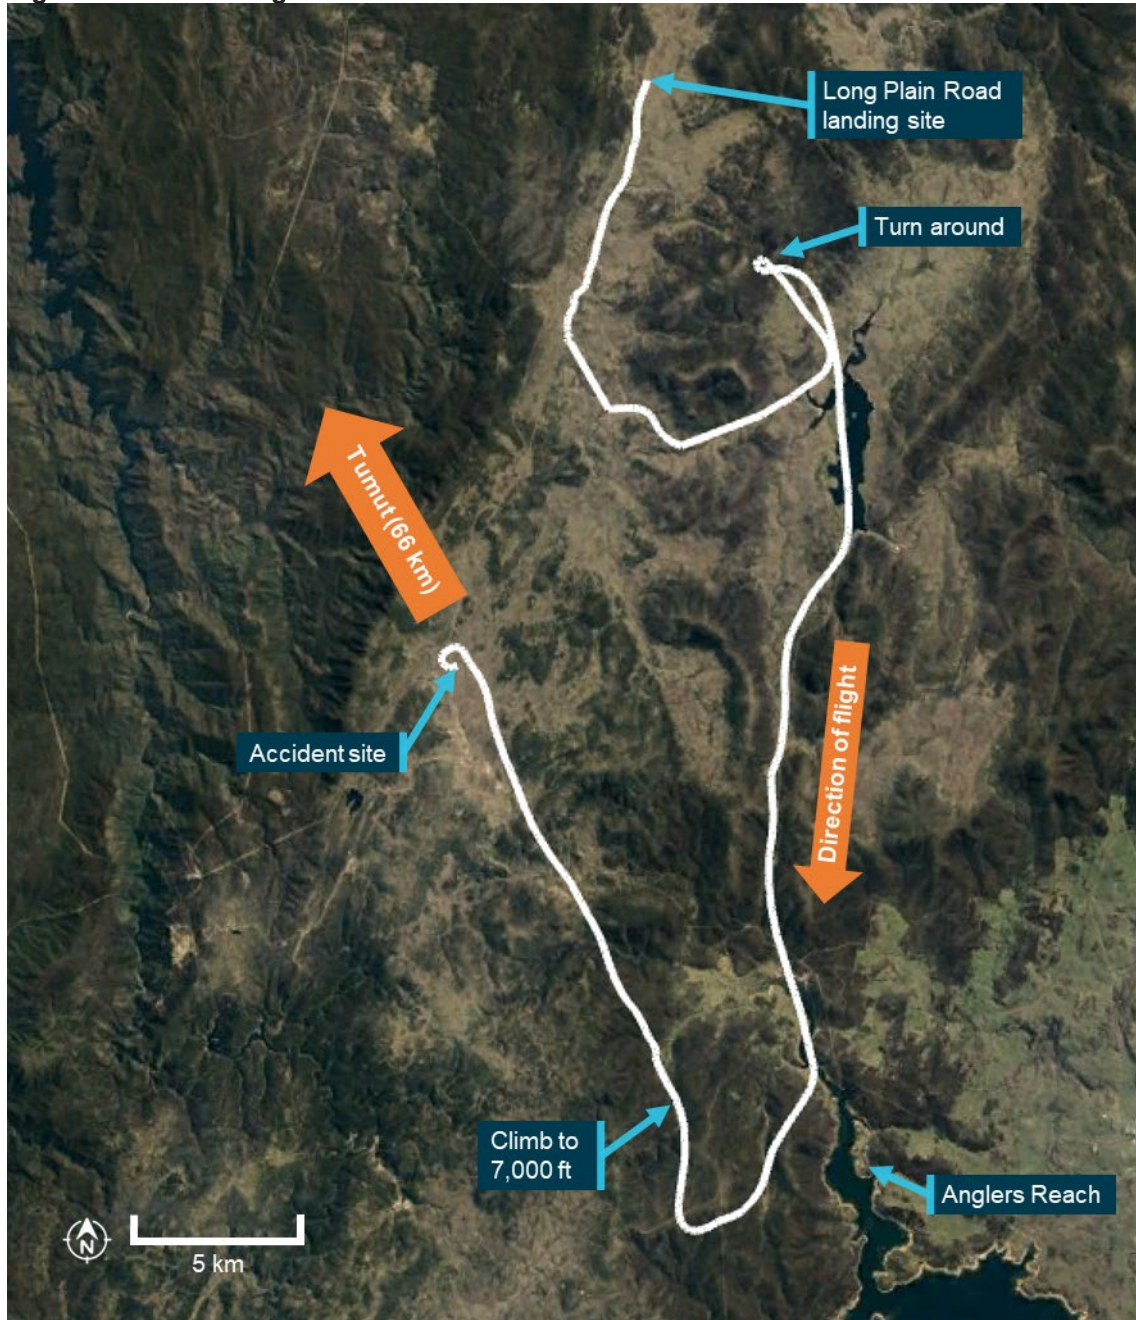 Long Plain Road
landing site
Turn around
Tumut (66 km)
Direction of flight
Accident site
Climb to
7,000 ft
Anglers Reach
N
5 km